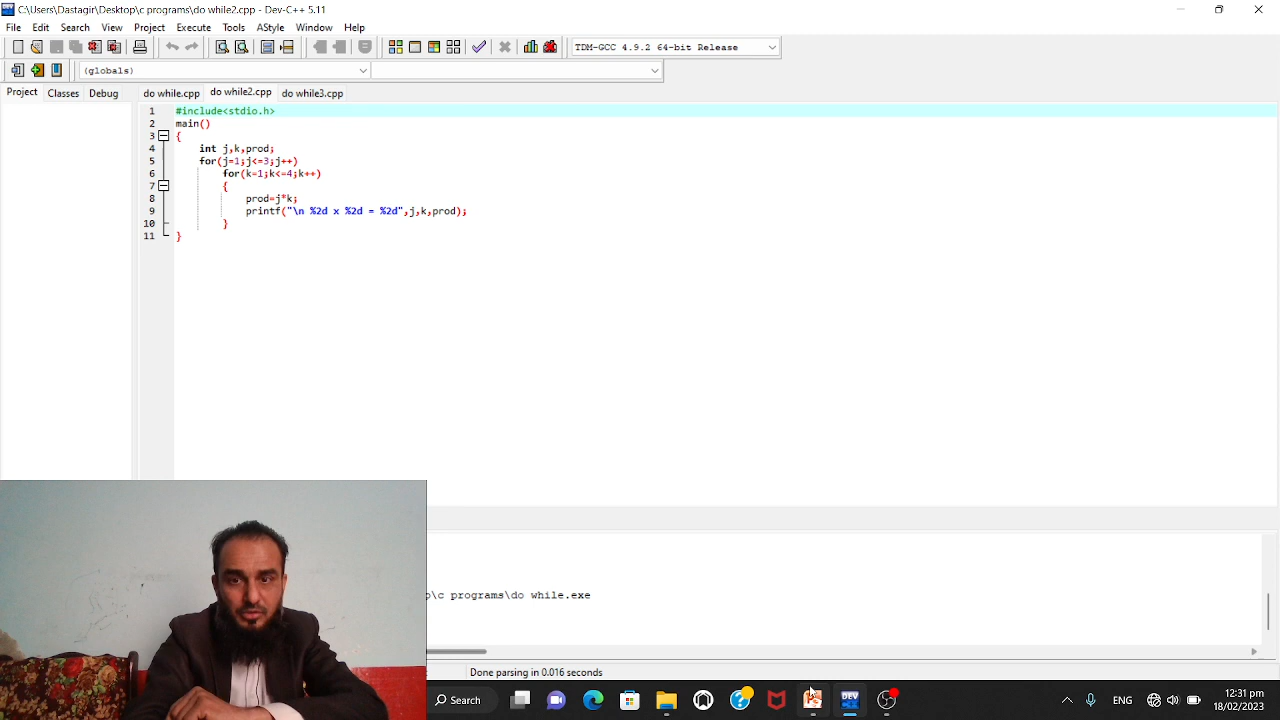 C:\Users\Dastagir\Desktop\c programs\do while2.cpp - Dev-C++ 5.11
File Edit Search View Project Execute Tools AStyle Window Help
TDM-GCC 4.9.2 64-bit Release
(globals)
Project Classes Debug do while.cpp do while2.cpp do while3.cpp
1 #include<stdio.h>
2 main()
3 {
4 int j,k,prod;
5 for(j=1;j<=3;j++)
6 for(k=1;k<=4;k++)
7 {
8 prod=j*k;
9 printf("\n %2d x %2d = %2d",j,k,prod);
10 }
11 }
\c programs\do while.exe
Done parsing in 0.016 seconds
Search
DEV
ENG
12:31 pm
18/02/2023